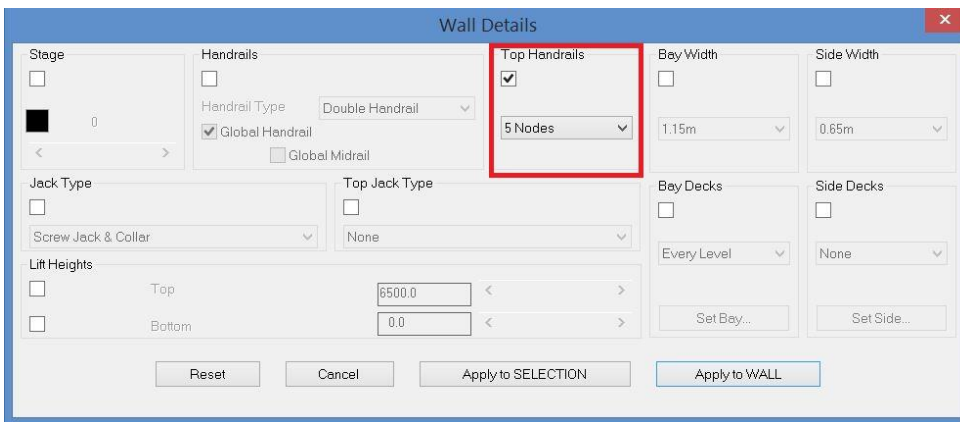 Wall Details
Stage
Handrails
Top Handrails
Bay Width
Side Width
Handrail Type
Double Handrail
0
Global Handrail
5 Nodes
1.15m
0.65m
Global Midrail
Jack Type
Top Jack Type
Bay Decks
Side Decks
Screw Jack & Collar
None
Every Level
None
Lift Heights
Top
6500.0
Bottom
0.0
Set Bay...
Set Side...
Reset
Cancel
Apply to SELECTION
Apply to WALL